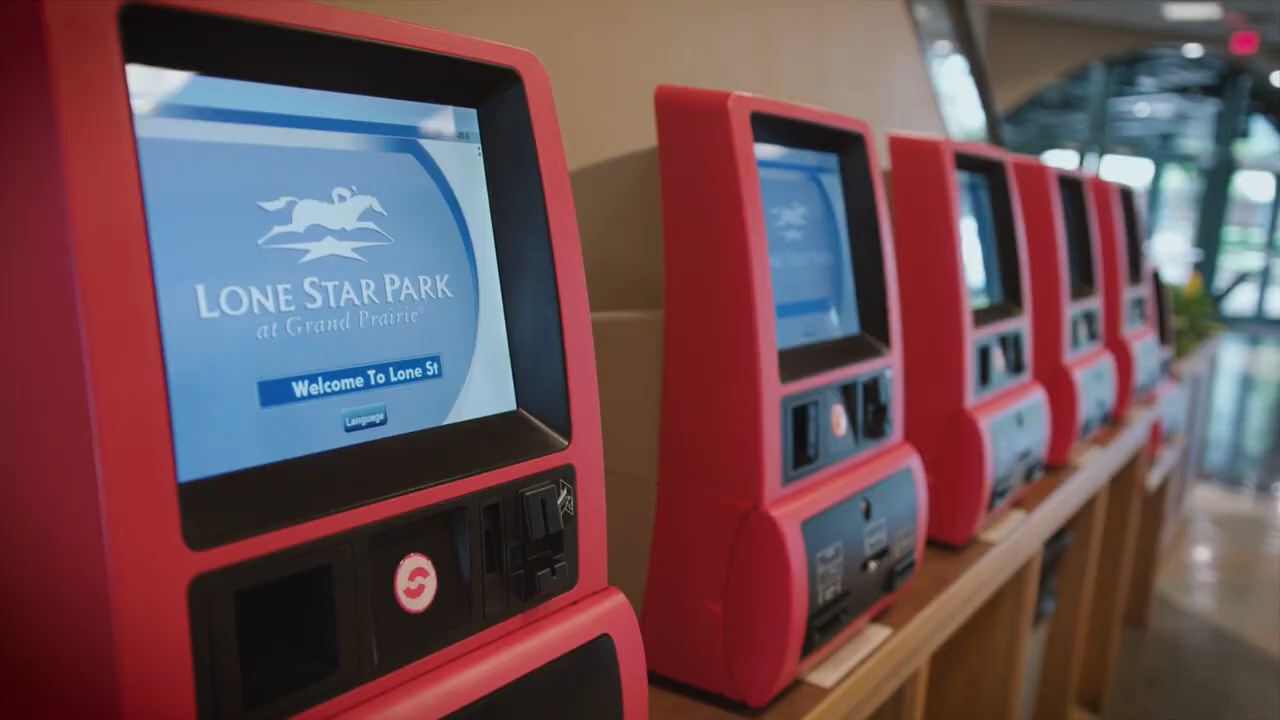 LONE STAR PARK
at Grand Prairie
Welcome To Lone St
Language